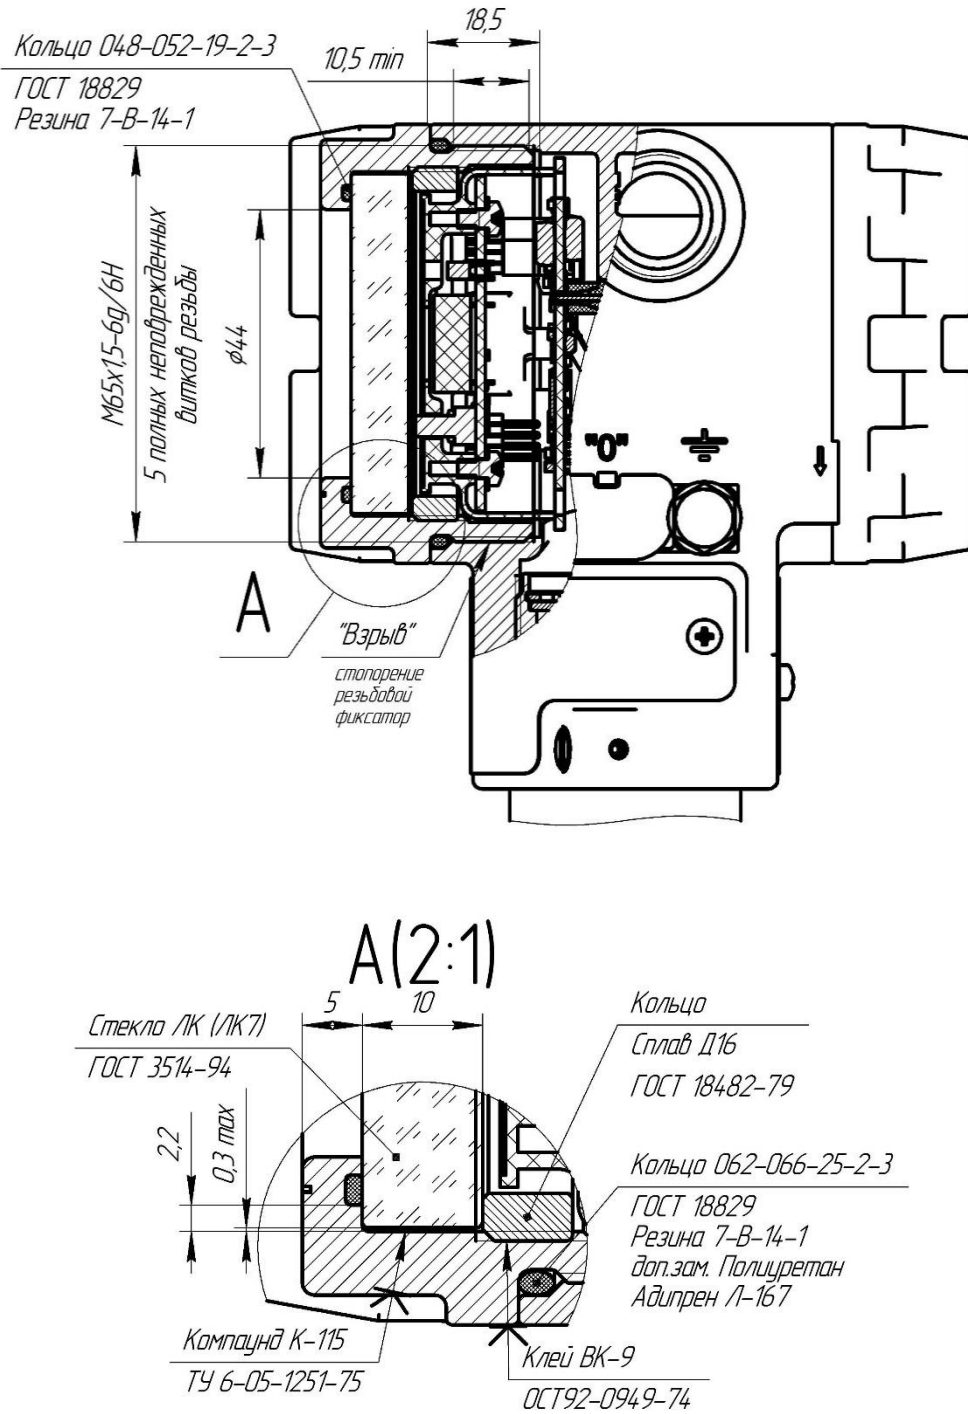 18,5
Кольцо 048-052-19-2-3
10,5 min
ГОСТ 18829
Резина 7-В-14-1
М65х1,5-6g/6Н
5 полных неповрежденных
витков резьбы
ϕ44
"0"
А
"Взрыв"
стопорение
резьбовой
фиксатор
А(2:1)
5
10
Кольцо
Стекло ЛК (ЛК7)
Сплав Д16
ГОСТ 3514-94
ГОСТ 18482-79
2,2
0,3 max
Кольцо 062-066-25-2-3
ГОСТ 18829
Резина 7-В-14-1
доп.зам. Полиуретан
Адипрен Л-167
Компаунд К-115
Клей ВК-9
ТУ 6-05-1251-75
ОСТ92-0949-74